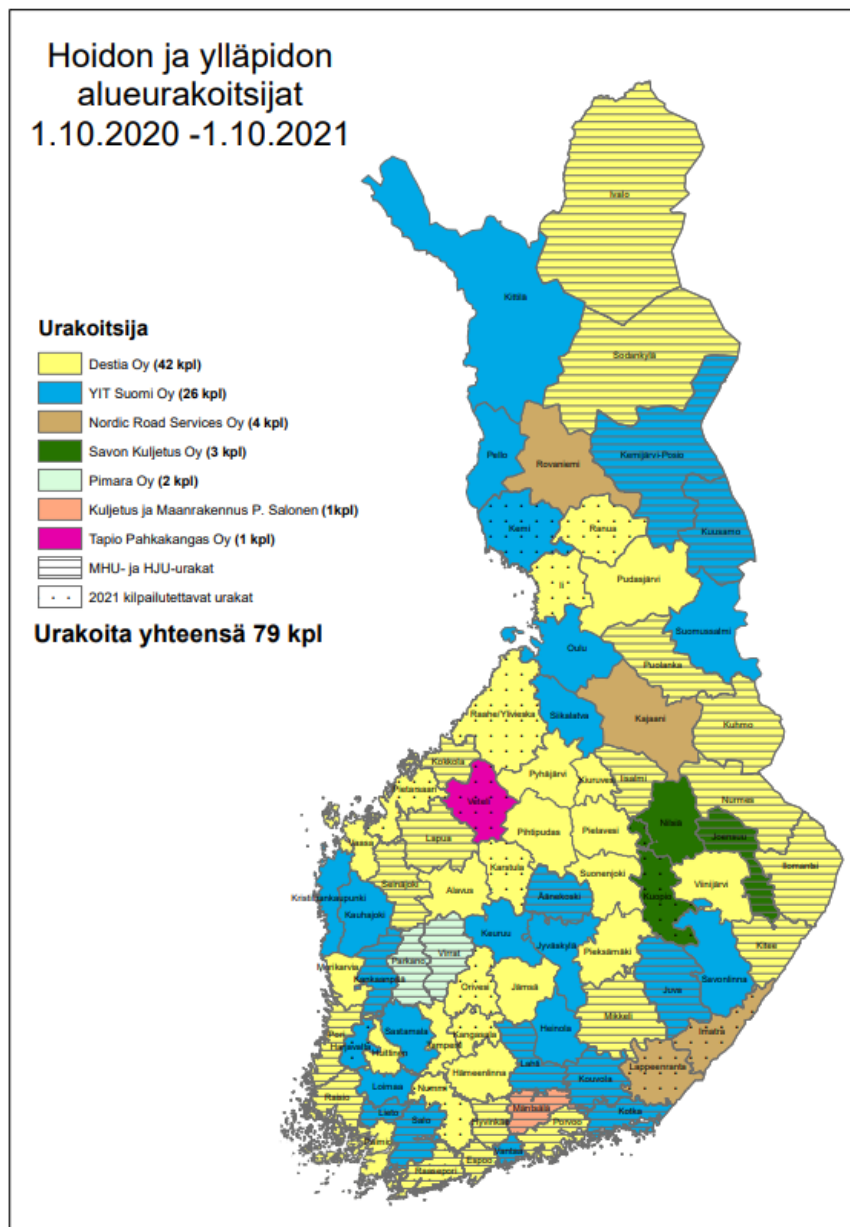 Hoidon ja ylläpidon
alueurakoitsijat
1.10.2020 -1.10.2021
Urakoitsija
Destia Oy (42 kpl)
YIT Suomi Oy (26 kpl)
Nordic Road Services Oy (4 kpl)
Savon Kuljetus Oy (3 kpl)
Pimara Oy (2 kpl)
Kuljetus ja Maanrakennus P. Salonen (1kpl)
Tapio Pahkakangas Oy (1 kpl)
MHU- ja HJU-urakat
2021 kilpailutettavat urakat
Urakoita yhteensä 79 kpl
Ivalo
Kittilä
Sodankylä
Kemijärvi-Posio
Pello
Rovaniemi
Kemi
Ranua
Kuusamo
Ii
Pudasjärvi
Suomussalmi
Oulu
Puolanka
Siikalatva
Raahe/Ylivieska
Kajaani
Kuhmo
Kokkola
Pyhäjärvi
Kiuruvesi
Iisalmi
Pietarsaari
Veteli
Nurmes
Nilsiä
Joensuu
Vaasa
Lapua
Pihtipudas
Pielavesi
Ilomantsi
Seinäjoki
Karstula
Suonenjoki
Viinijärvi
Kristiinankaupunki
Alavus
Äänekoski
Kuopio
Kauhajoki
Keuruu
Jyväskylä
Kitee
Parkano
Virrat
Pieksämäki
Merikarvia
Kankaanpää
Savonlinna
Orivesi
Jämsä
Juva
Mikkeli
Pori
Sastamala
Kangasala
Heinola
Imatra
Harjavalta
Huittinen
Tampere
Lahti
Lappeenranta
Hämeenlinna
Kouvola
Raisio
Loimaa
Nummi
Mäntsälä
Lieto
Salo
Hyvinkää
Porvoo
Kotka
Paimio
Espoo
Vantaa
Raasepori